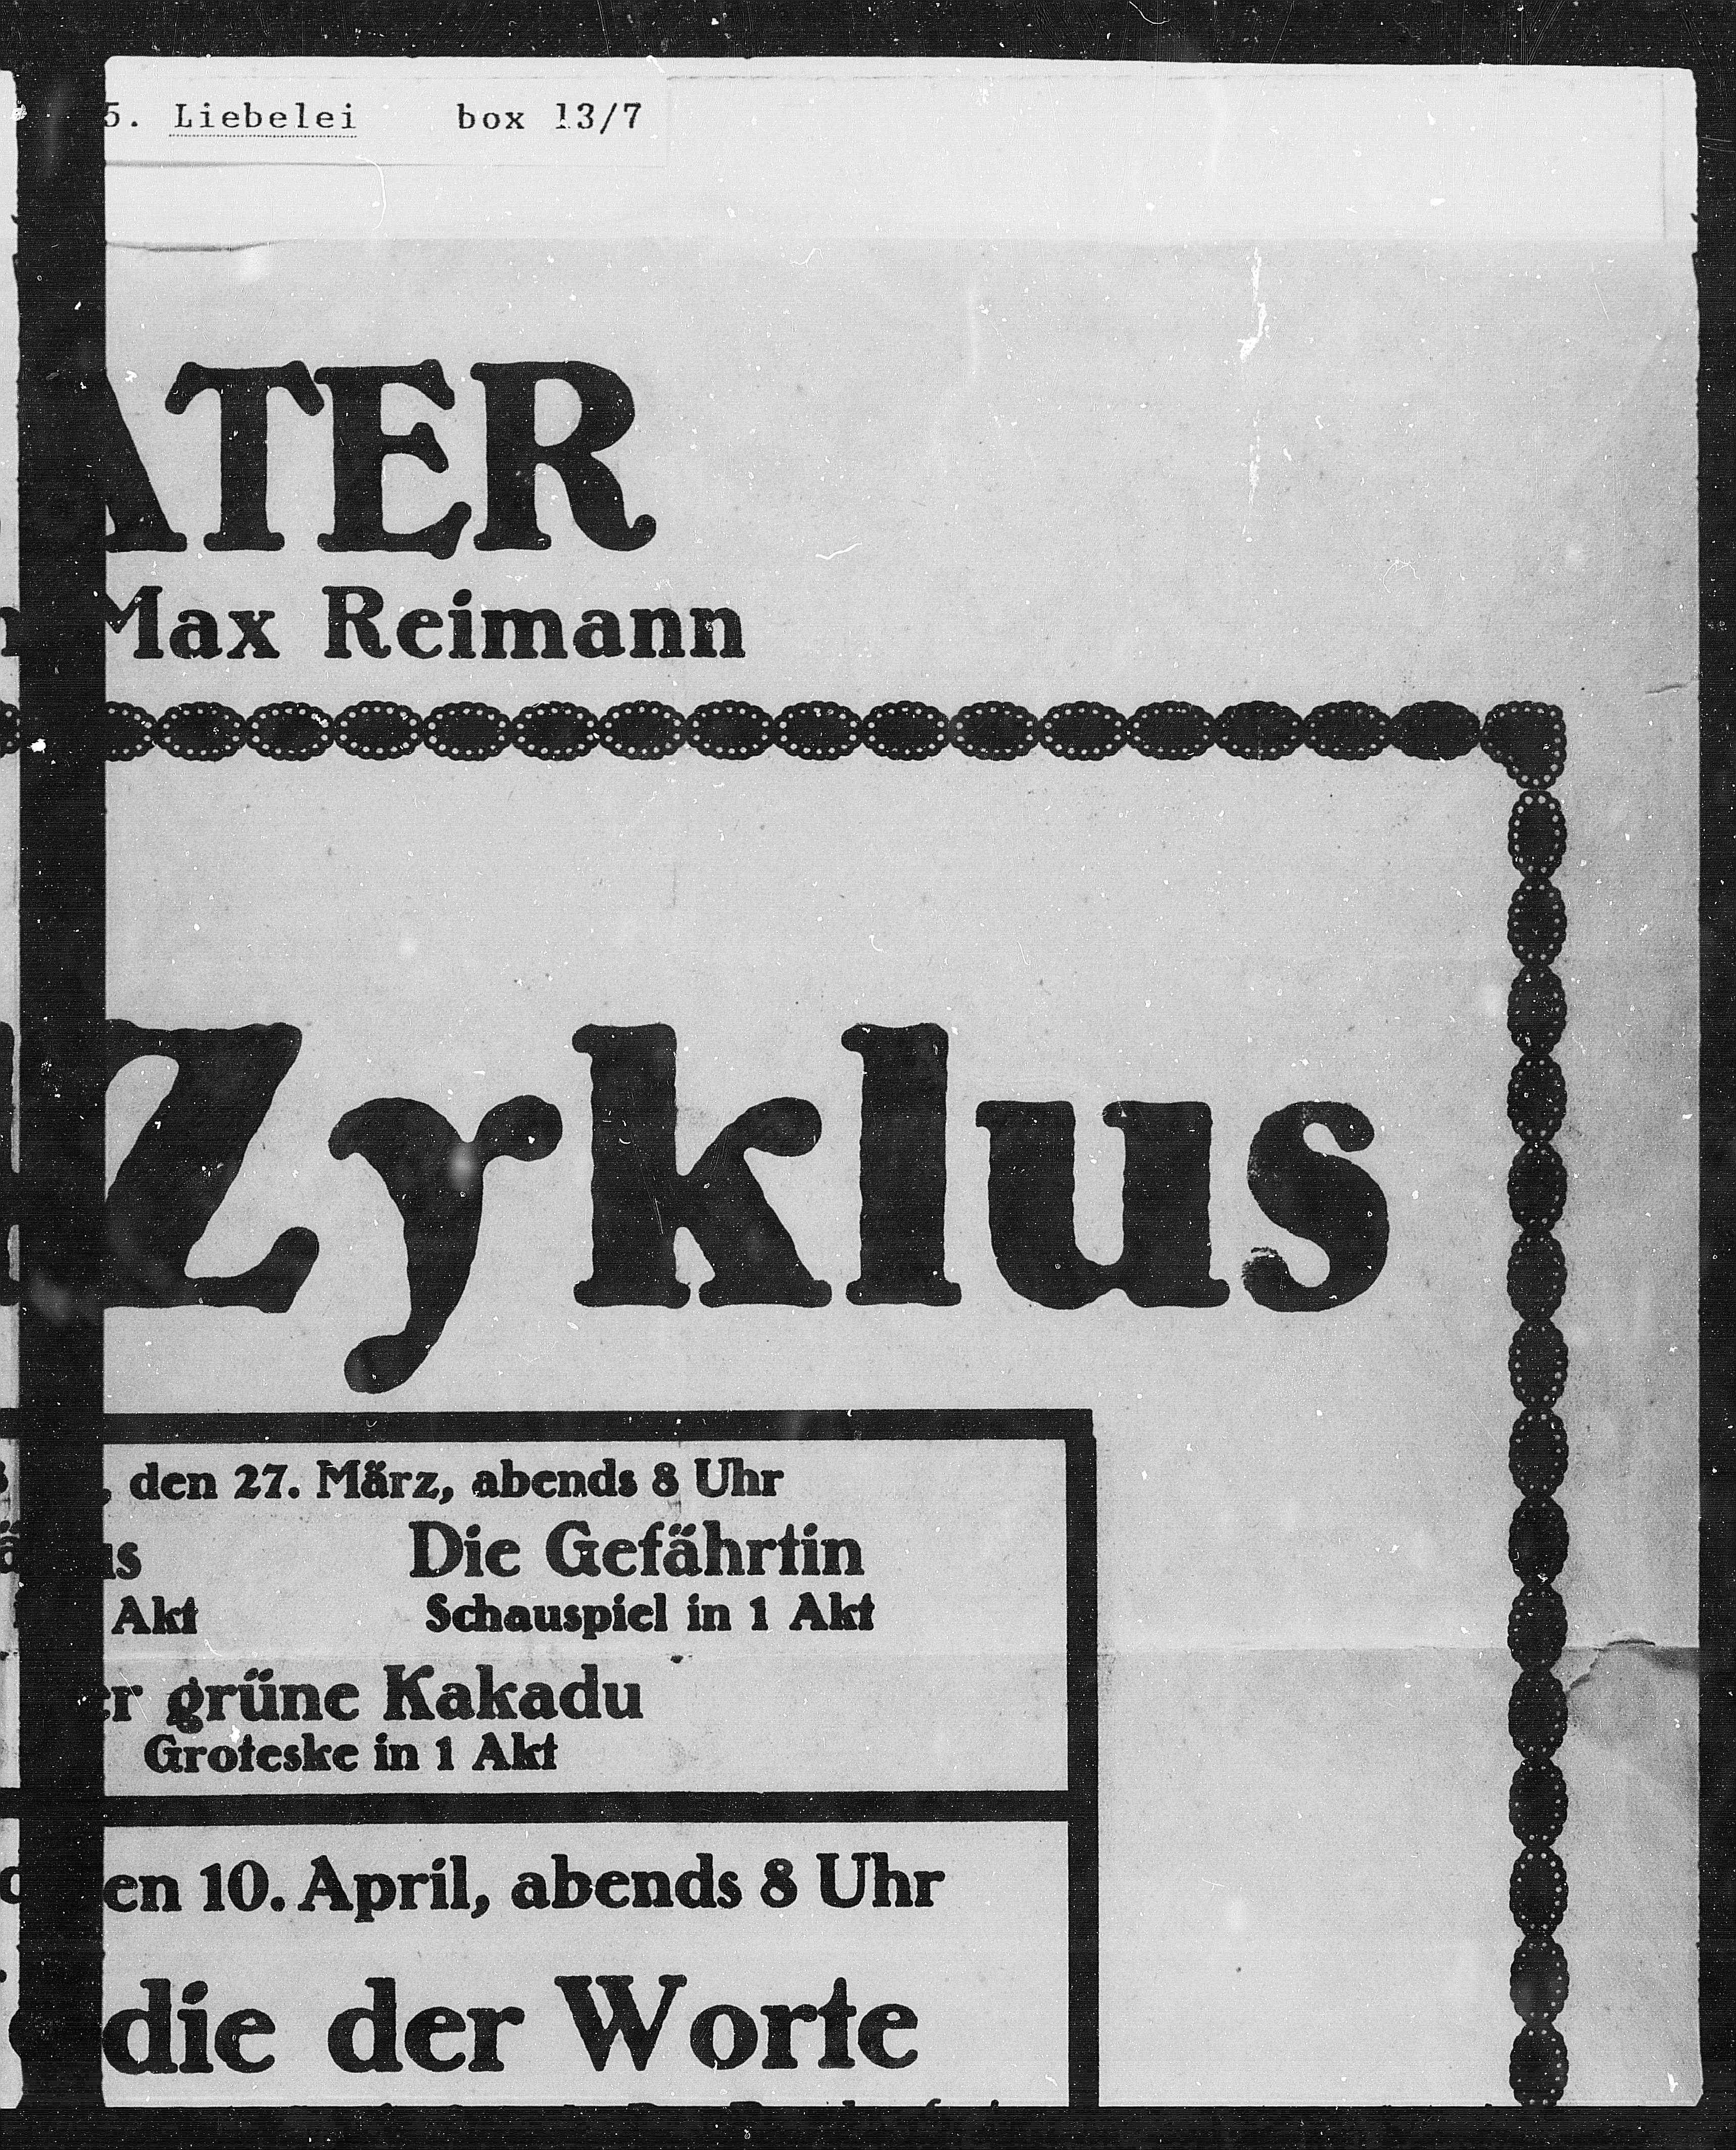 5. Liebelei box 13/7
ATER
Max Reimann
Zyklus
, den 27. März, abends 8 Uhr
Die Gefährtin
Akt Schauspiel in 1 Akt
er grüne Kakadu
Groteske in 1 Akt
en 10. April, abends 8 Uhr
die der Worte